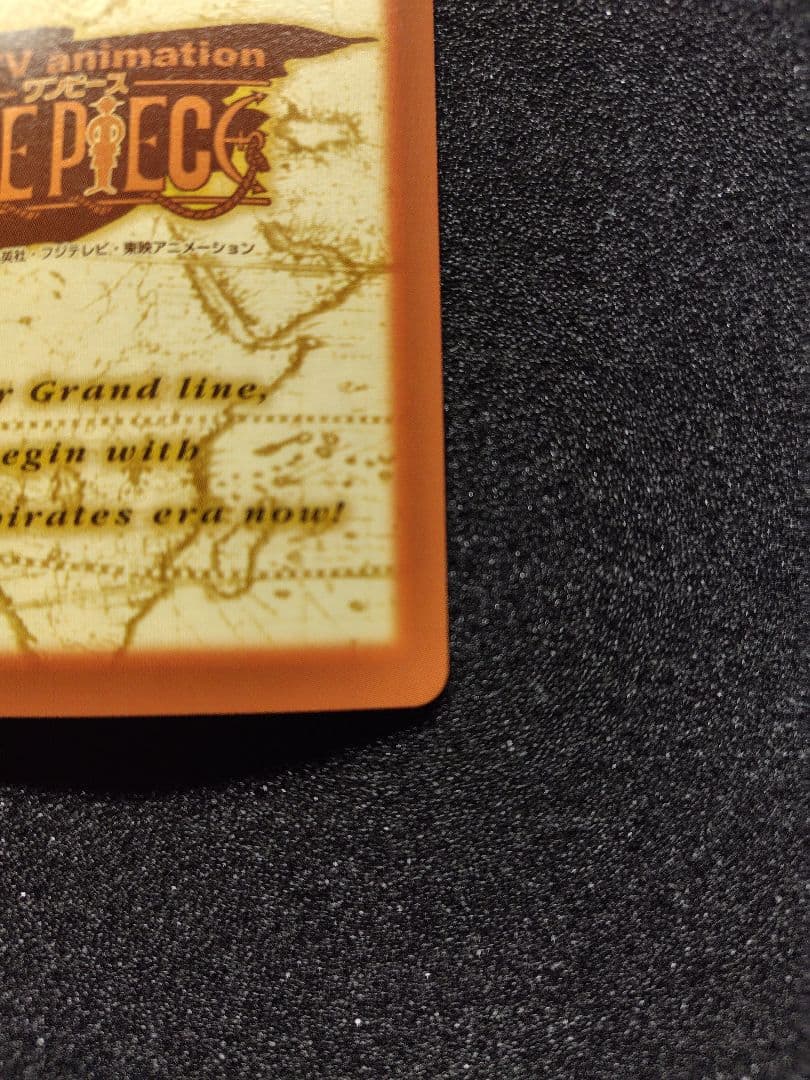 V animation
ワンピース
E PIECE
英社・フジテレビ・東映アニメーション
r Grand line,
egin with
pirates era now!